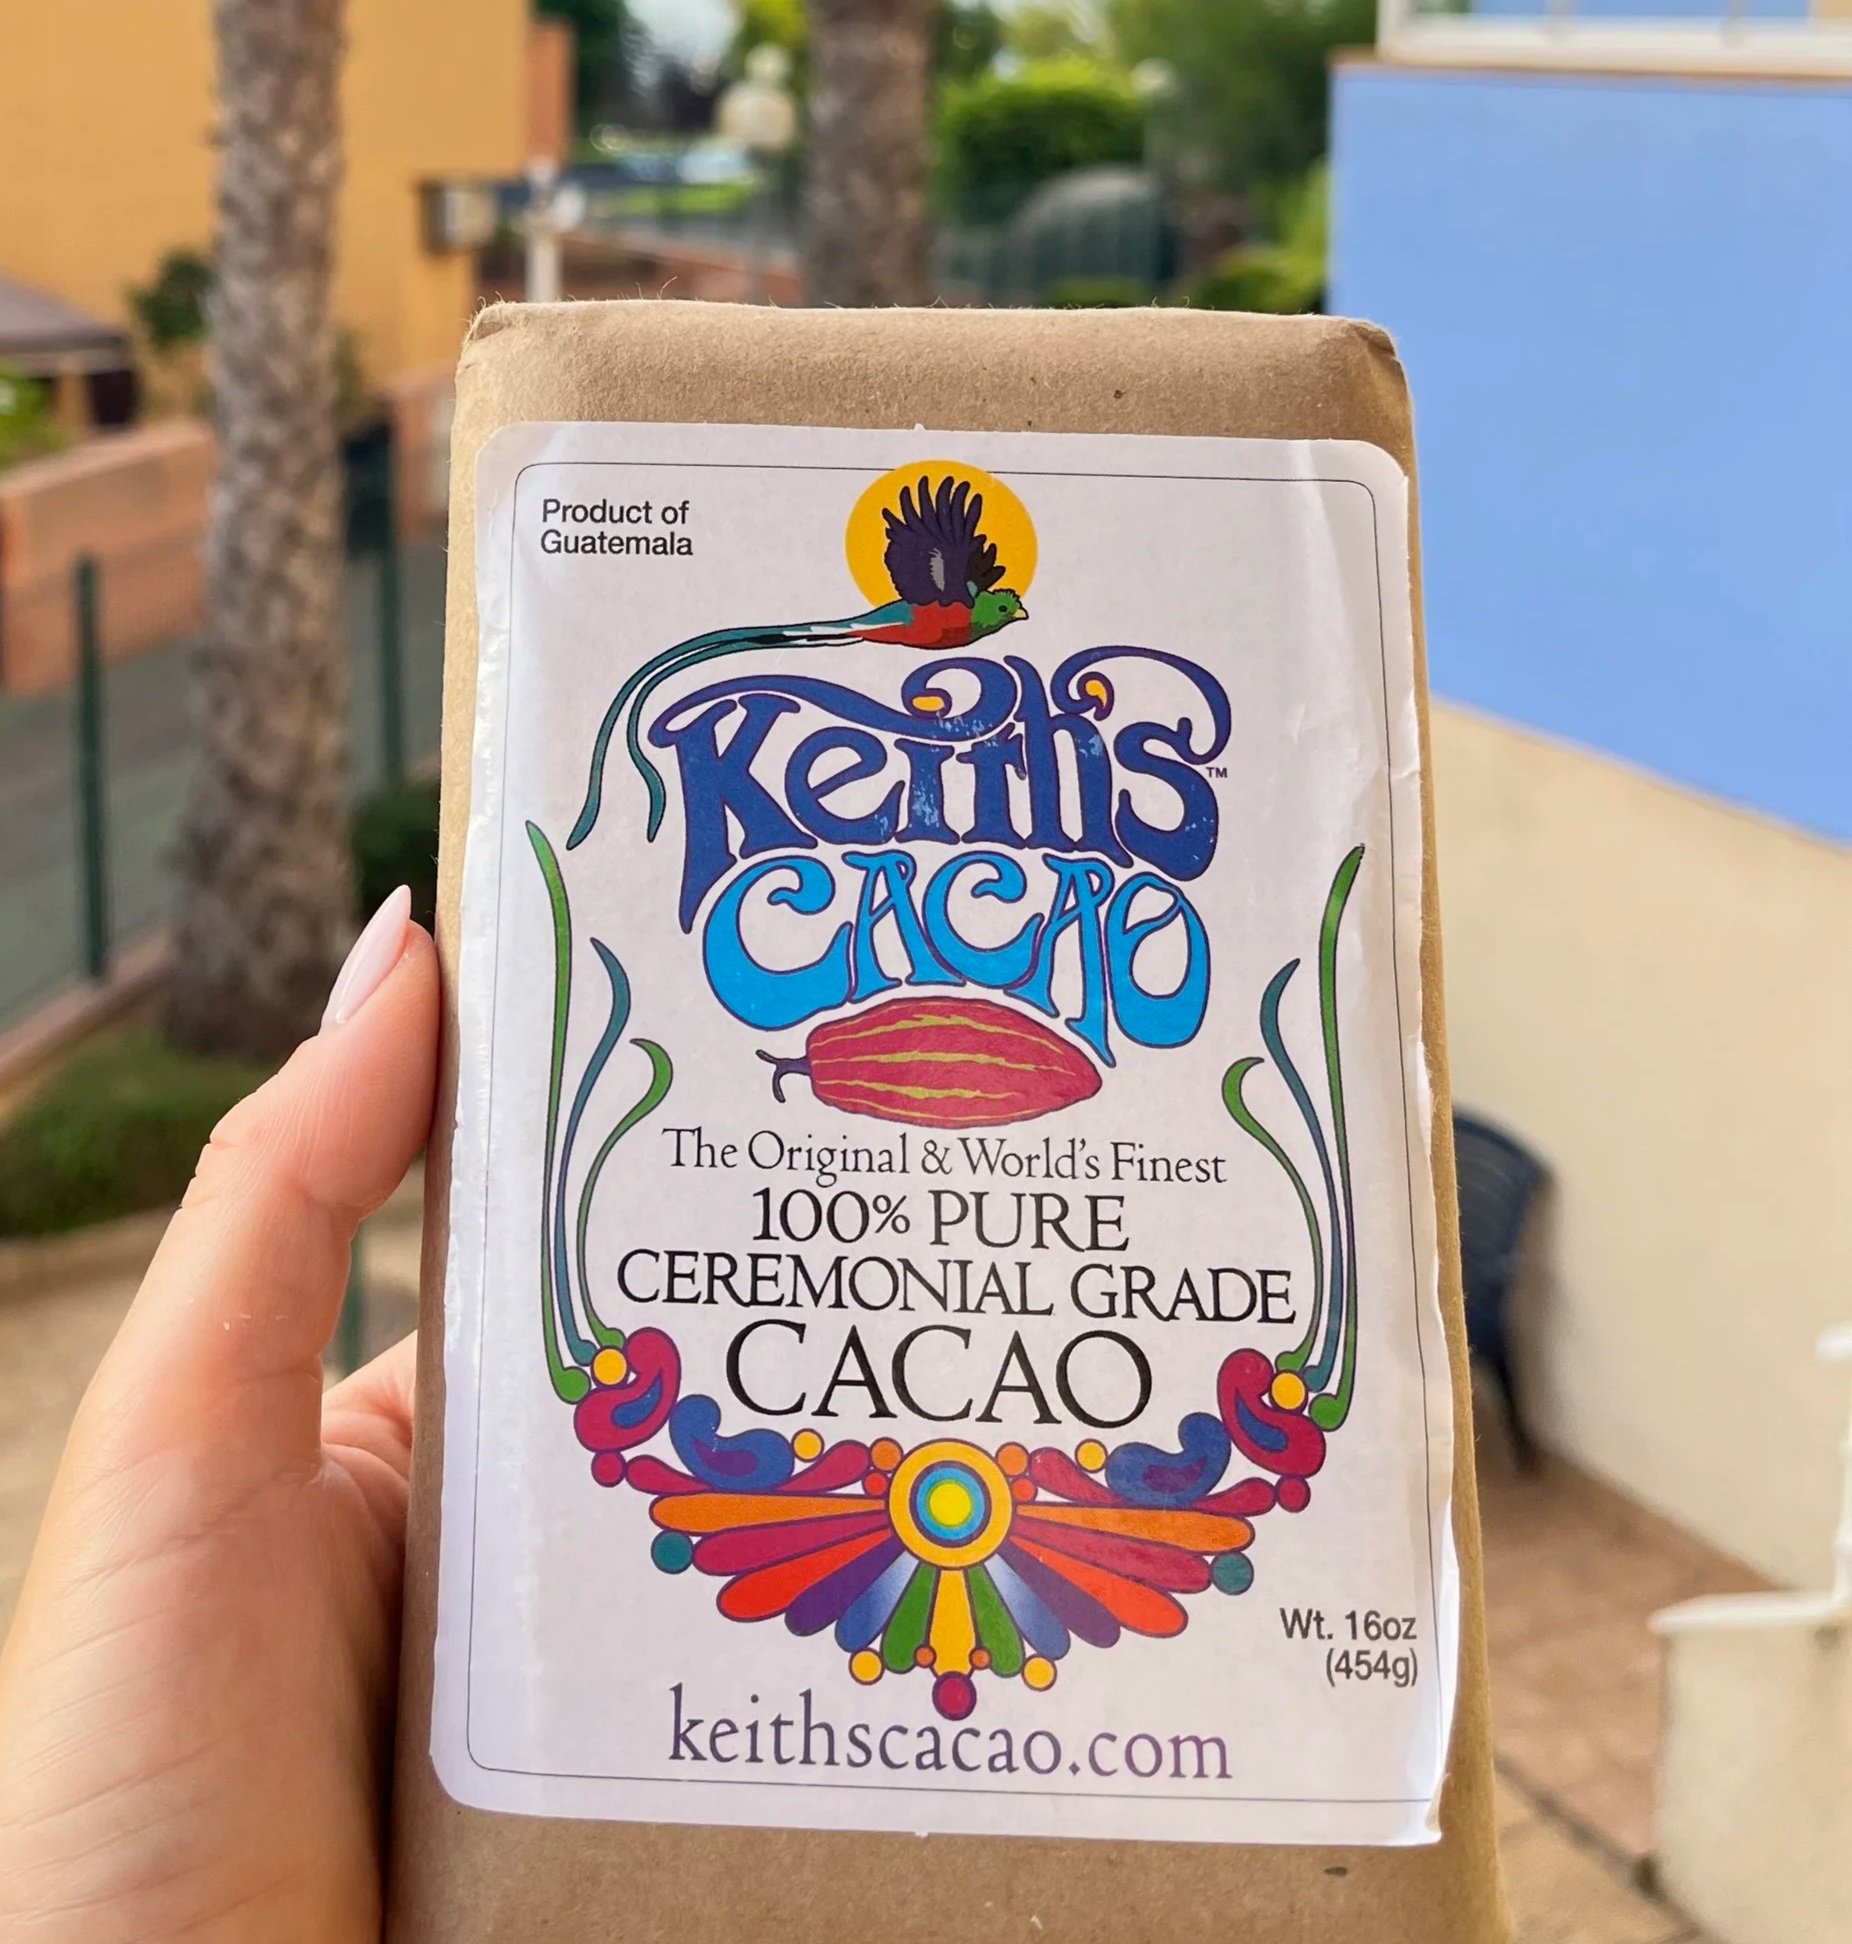 Product of
Guatemala
Keith's™
CACAO
The Original & World's Finest
100% PURE
CEREMONIAL GRADE
CACAO
Wt. 16oz
(454g)
keithscacao.com